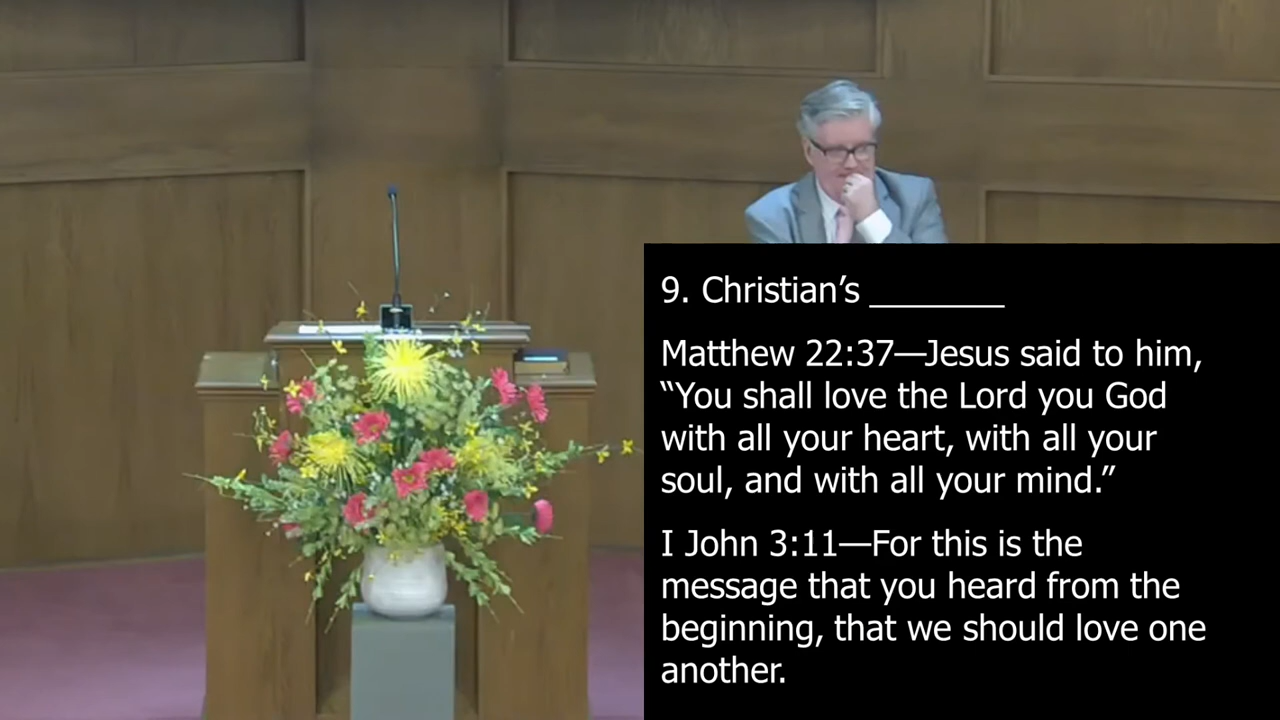 9. Christian’s _______
Matthew 22:37—Jesus said to him,
“You shall love the Lord you God
with all your heart, with all your
soul, and with all your mind.”
I John 3:11—For this is the
message that you heard from the
beginning, that we should love one
another.